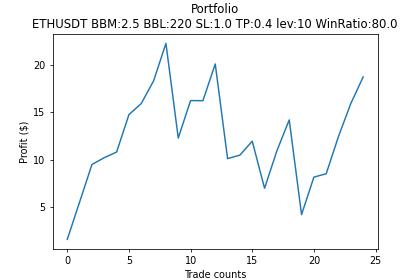 Portfolio
ETHUSDT BBM:2.5 BBL:220 SL:1.0 TP:0.4 lev:10 WinRatio:80.0
Profit ($)
20
15
10
5
0 5 10 15 20 25
Trade counts